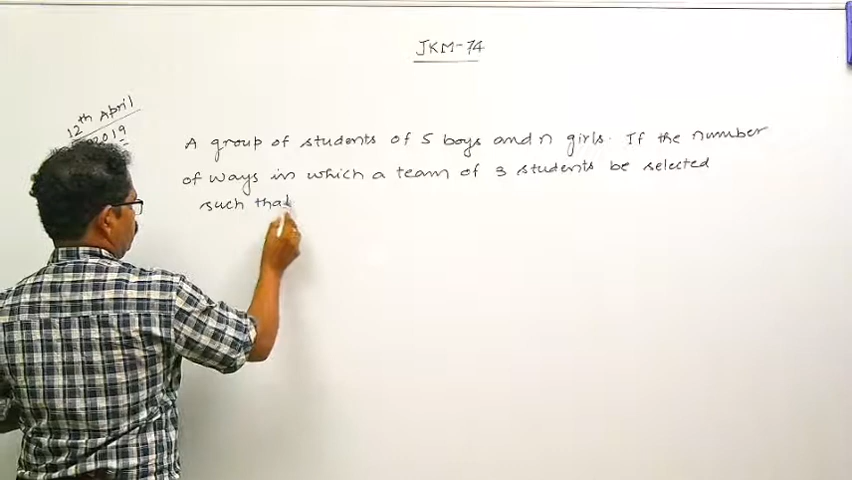 JKM-74
12th April
2019
A group of students of 5 boys and n girls. If the number
of ways in which a team of 3 students be selected
such that